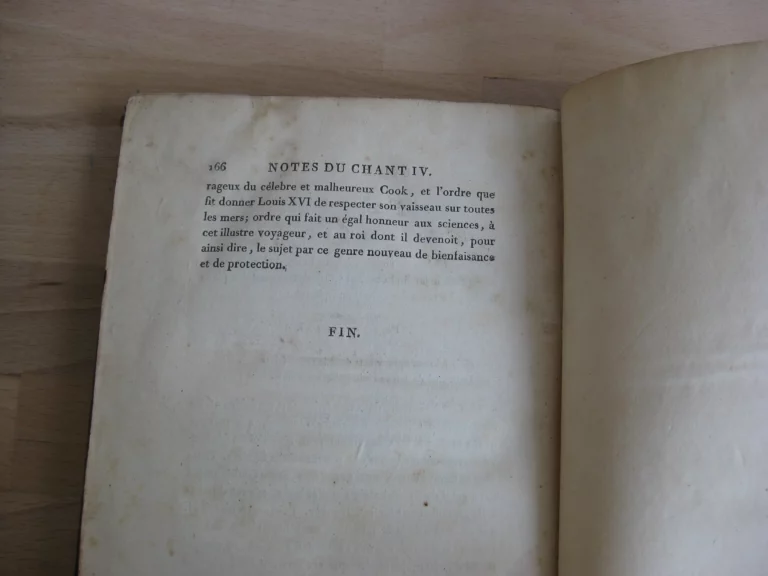 166 NOTES DU CHANT IV.
rageux du célebre et malheureux Cook, et l'ordre que
fit donner Louis XVI de respecter son vaisseau sur toutes
les mers; ordre qui fait un égal honneur aux sciences, à
cet illustre voyageur, et au roi dont il devenoit, pour
ainsi dire, le sujet par ce genre nouveau de bienfaisance
et de protection.
FIN.